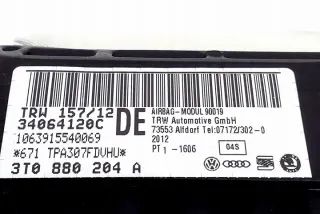 TRW 157/12
34064120C
DE
AIRBAG-MODUL 90019
TRW Automotive GmbH
73553 Alfdorf Tel:07172/302-0
2012
1063915540069
PT 1 -1606
04S
*671 TPA307FDVHU*
3T0 880 204 A